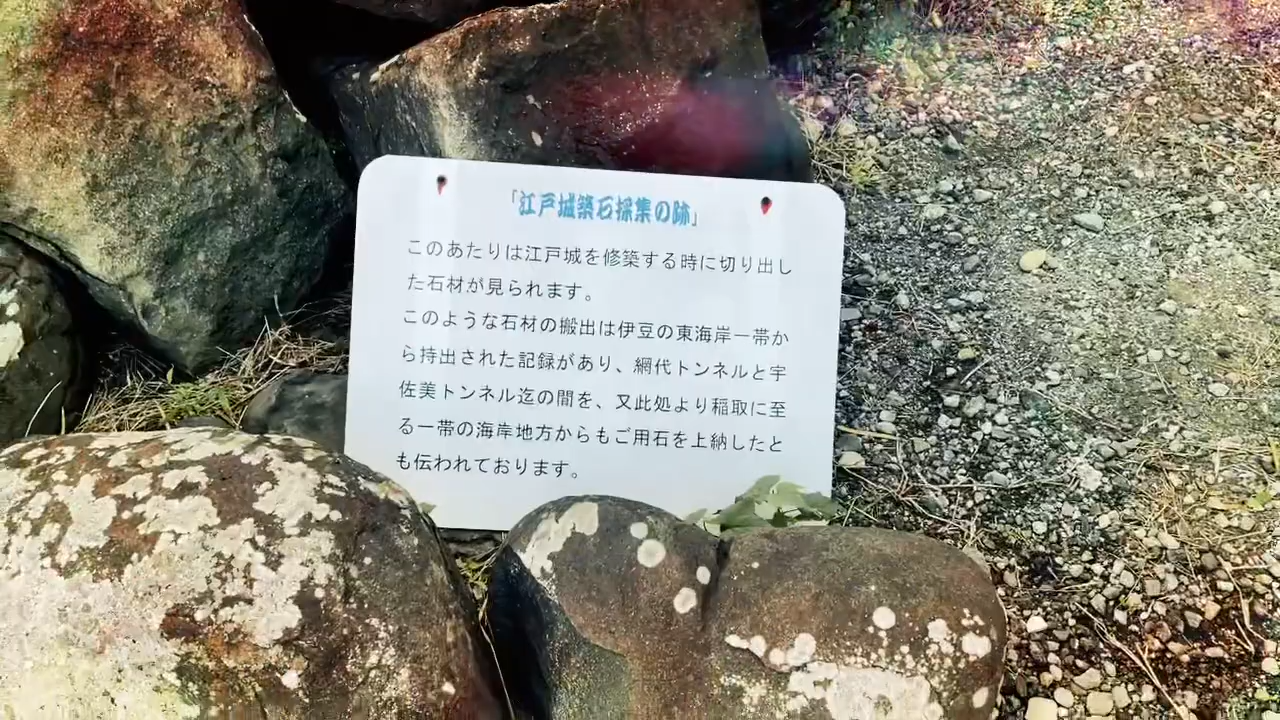 「江戸城築石採集の跡」
このあたりは江戸城を修築する時に切り出し
た石材が見られます。
このような石材の搬出は伊豆の東海岸一帯か
ら持出された記録があり、網代トンネルと宇
佐美トンネル迄の間を、又此処より稲取に至
る一帯の海岸地方からもご用石を上納したと
も伝われております。